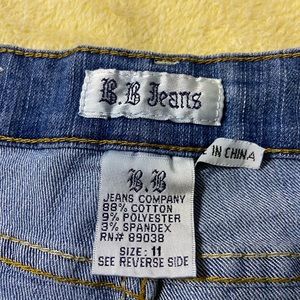 B.B Jeans
IN CHINA
B.B
JEANS COMPANY
88% COTTON
9% POLYESTER
3% SPANDEX
RN# 89038
SIZE: 11
SEE REVERSE SIDE